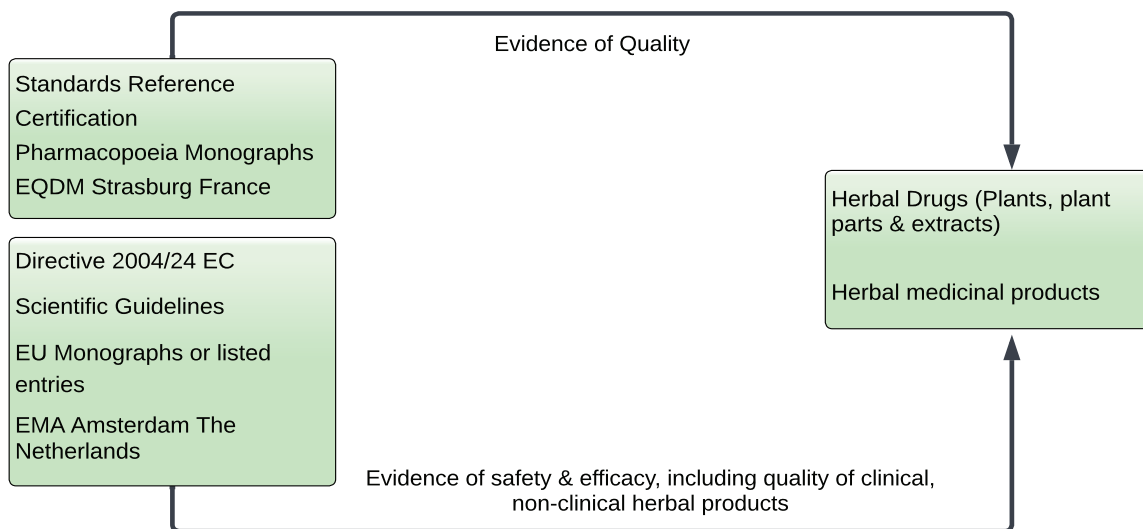 Evidence of Quality
Standards Reference
Certification
Pharmacopoeia Monographs
EQDM Strasburg France
Herbal Drugs (Plants, plant
parts & extracts)
Herbal medicinal products
Directive 2004/24 EC
Scientific Guidelines
EU Monographs or listed
entries
EMA Amsterdam The
Netherlands
Evidence of safety & efficacy, including quality of clinical,
non-clinical herbal products